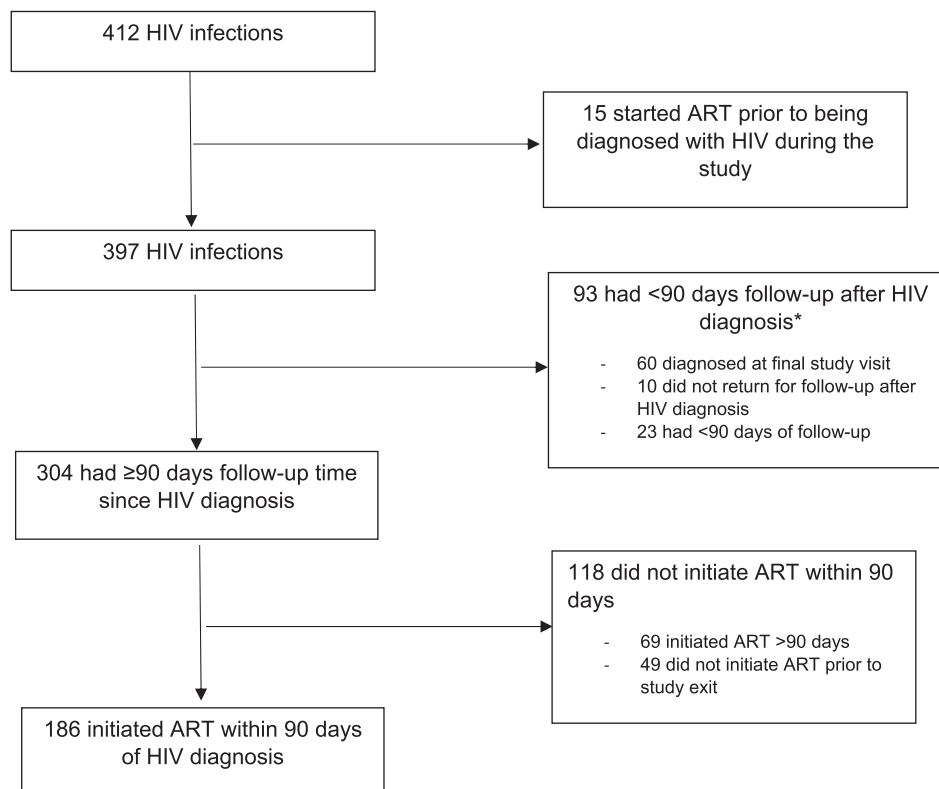 412 HIV infections
15 started ART prior to being
diagnosed with HIV during the
study
397 HIV infections
93 had <90 days follow-up after HIV
diagnosis*
- 60 diagnosed at final study visit
- 10 did not return for follow-up after
HIV diagnosis
- 23 had <90 days of follow-up
304 had ≥90 days follow-up time
since HIV diagnosis
118 did not initiate ART within 90
days
- 69 initiated ART >90 days
- 49 did not initiate ART prior to
study exit
186 initiated ART within 90 days
of HIV diagnosis